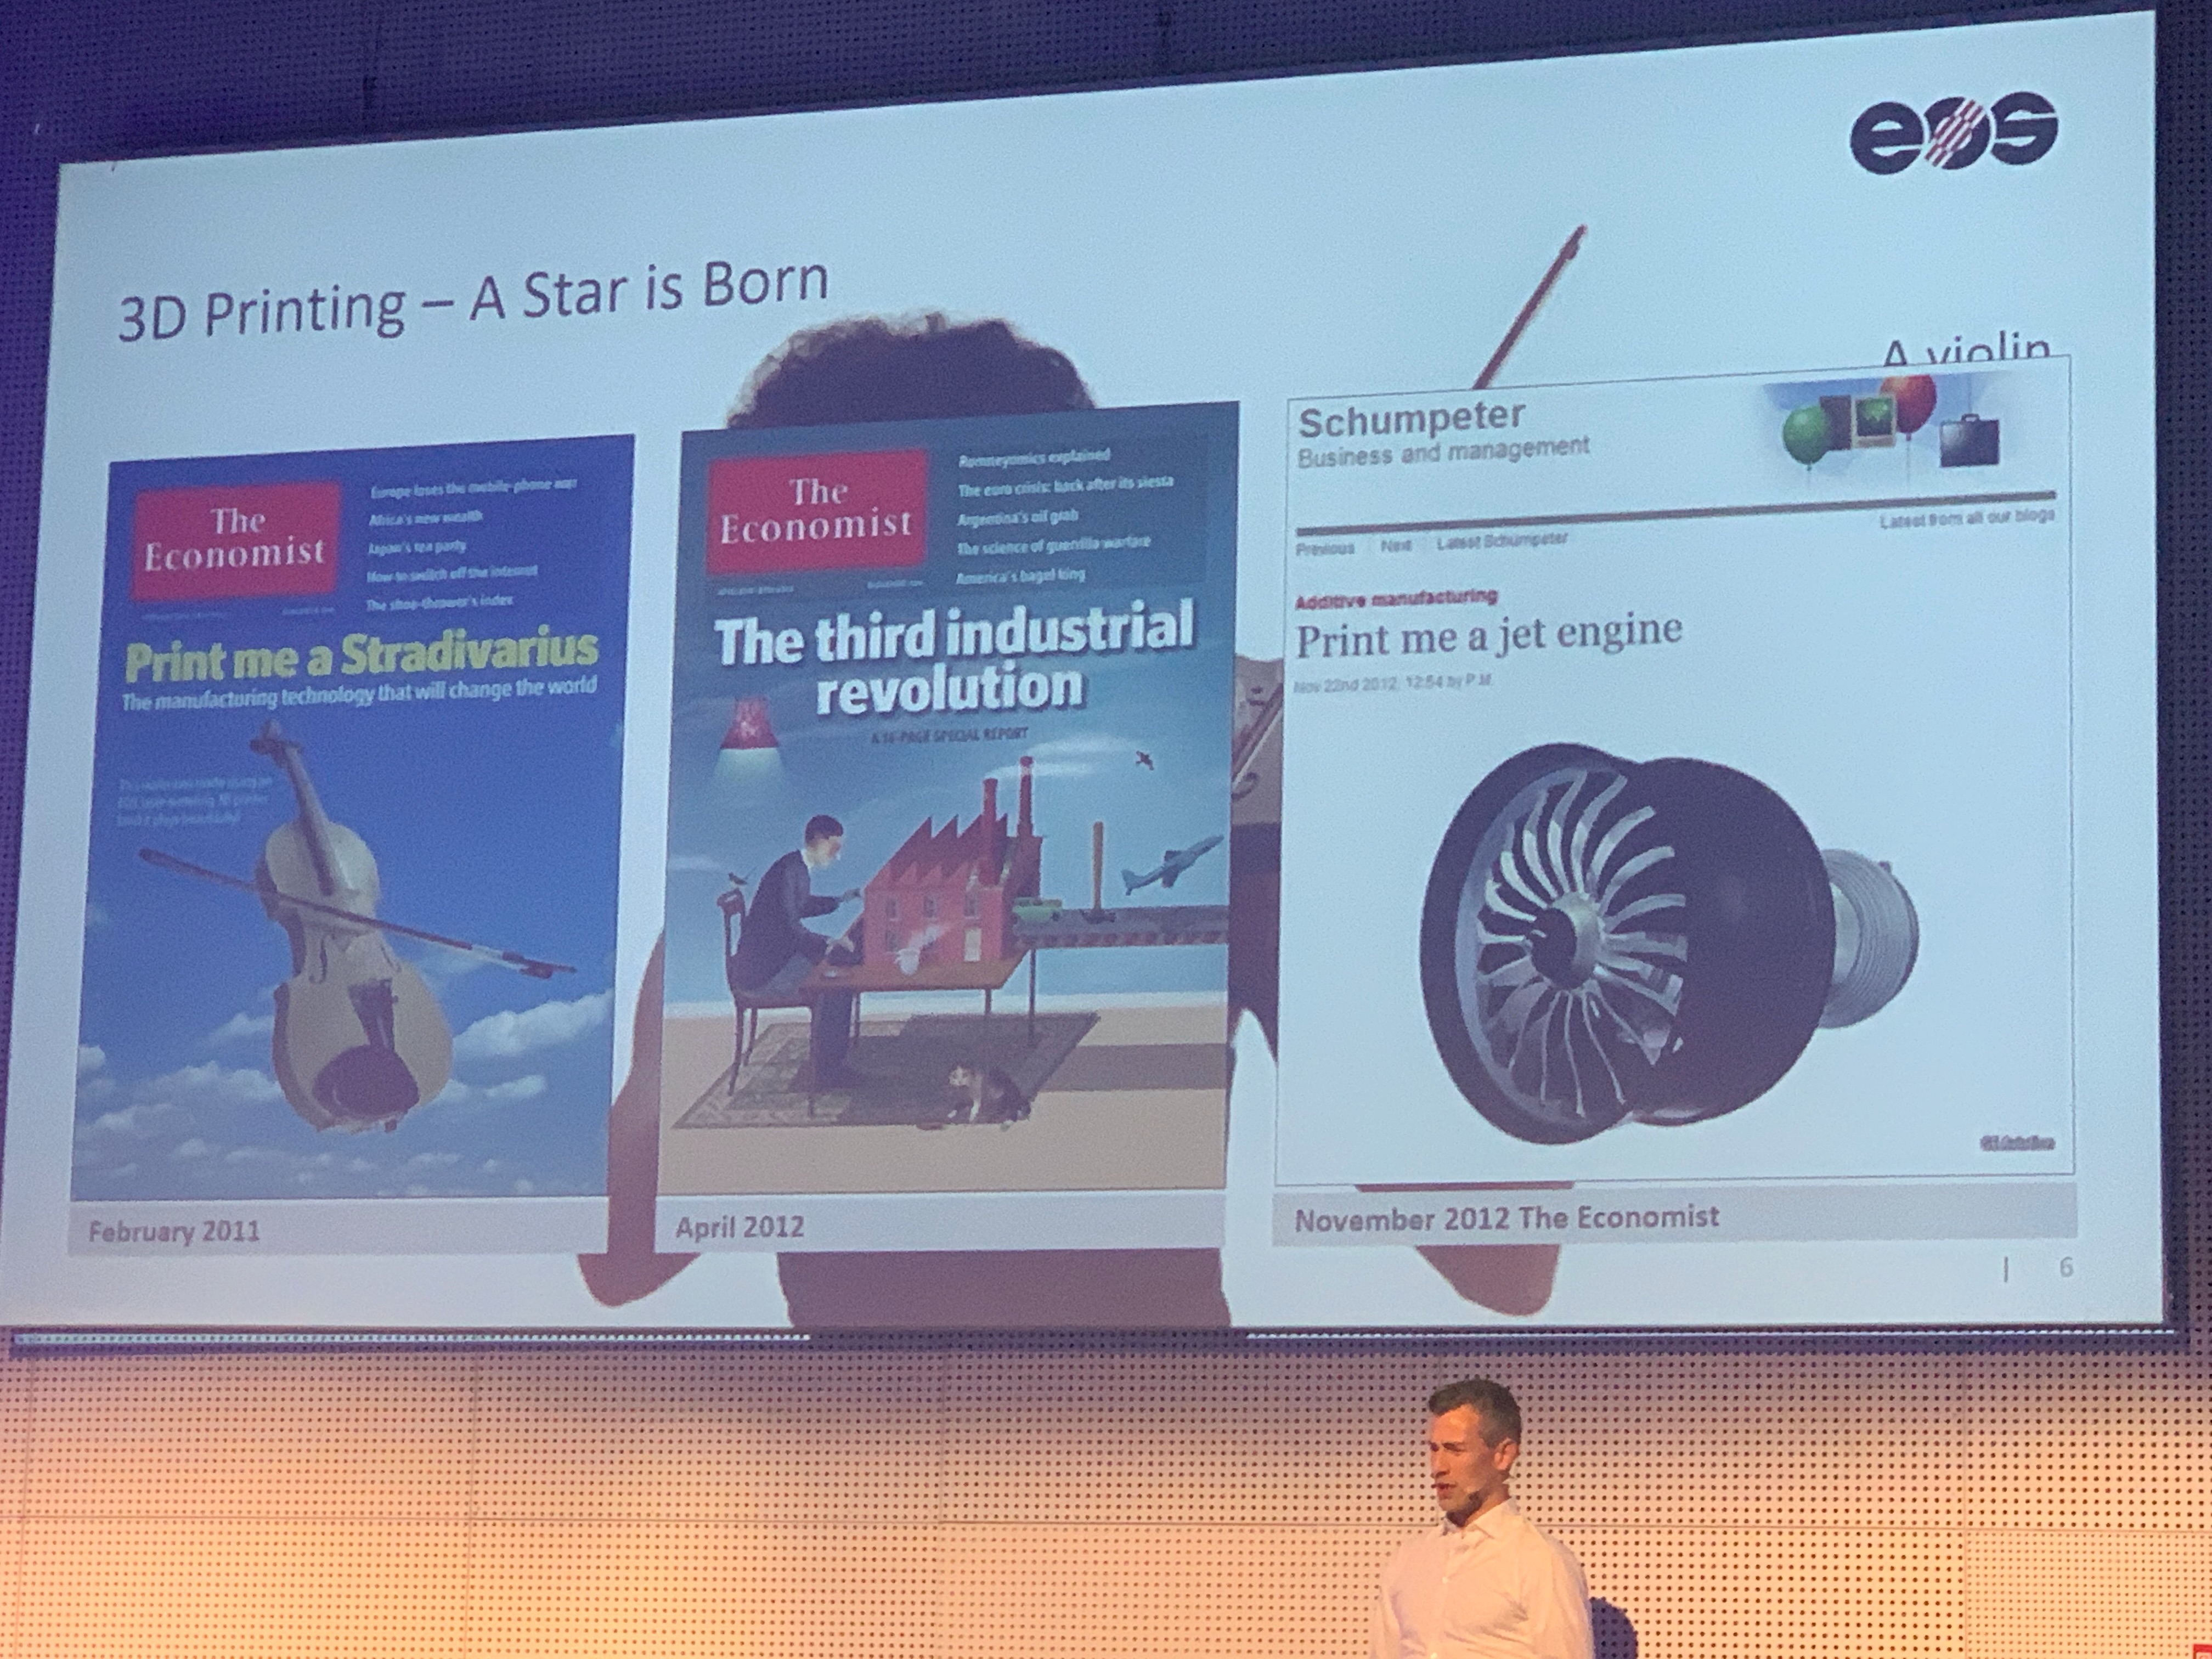 eos
3D Printing – A Star is Born
A violin
The
Economist
Europe loses the mobile-phone war
Africa's new wealth
Japan's tea party
How to switch off the internet
The shoe-thrower's index
Print me a Stradivarius
The manufacturing technology that will change the world
February 2011
The
Economist
Romneyomics explained
The euro crisis: back after its siesta
Argentina's oil grab
The science of guerrilla warfare
America's bagel king
The third industrial
revolution
A 14-PAGE SPECIAL REPORT
April 2012
Schumpeter
Business and management
Latest from all our blogs
Previous Next Latest Schumpeter
Additive manufacturing
Print me a jet engine
Nov 22nd 2012, 12:54 by P.M.
GE Aviation
November 2012 The Economist
| 6